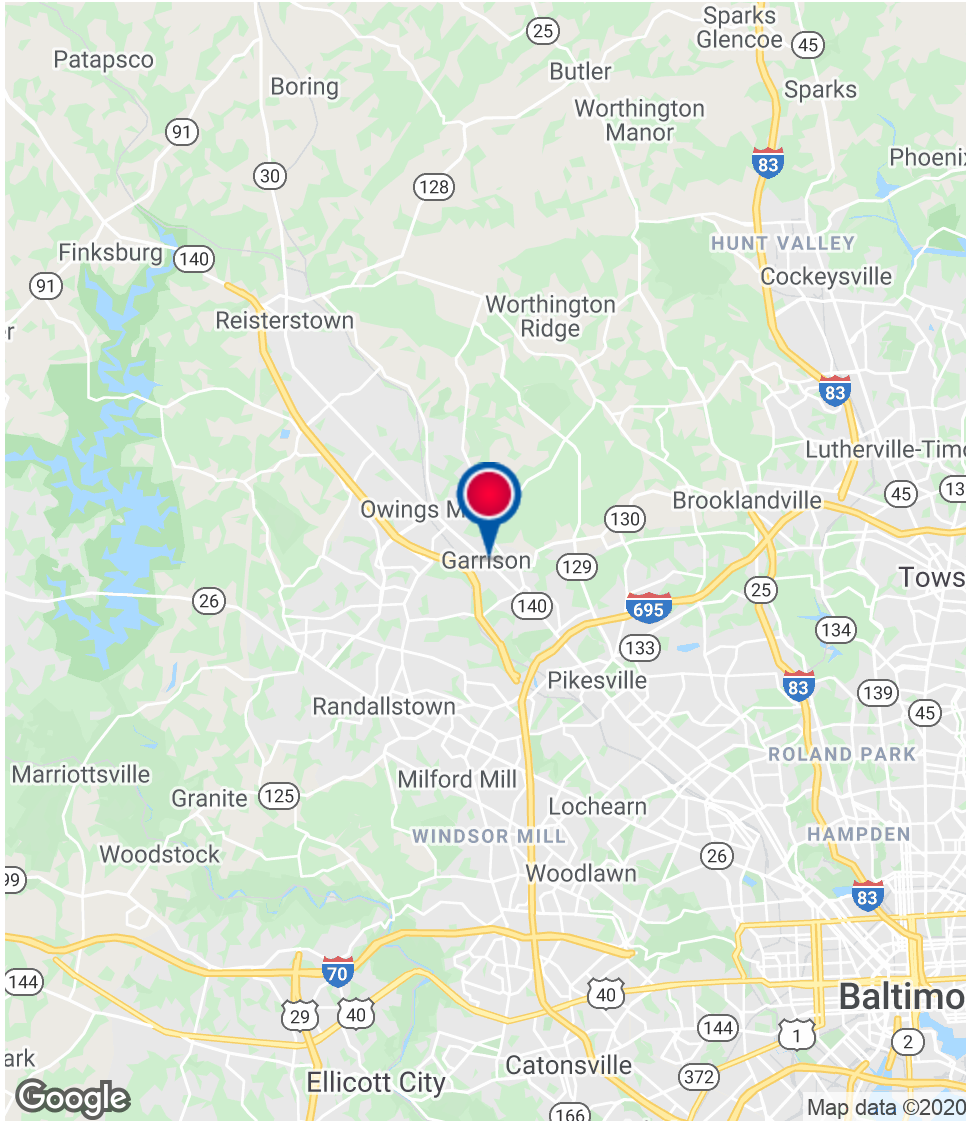 Sparks
Glencoe
45
25
Patapsco
Butler
Boring
Sparks
Worthington
Manor
91
83
Phoenix
30
128
HUNT VALLEY
Finksburg
140
Cockeysville
91
Worthington
Ridge
Reisterstown
r
83
Lutherville-Timo
45
13
Brooklandville
Owings M
130
Garrison
129
Tows
25
26
140
695
134
133
Pikesville
83
139
45
Randallstown
ROLAND PARK
Marriottsville
Milford Mill
Granite
125
Lochearn
HAMPDEN
WINDSOR MILL
Woodstock
26
Woodlawn
99
83
70
144
40
Baltimo
29
40
144
1
2
ark
Catonsville
372
Ellicott City
Google
166
Map data ©2020